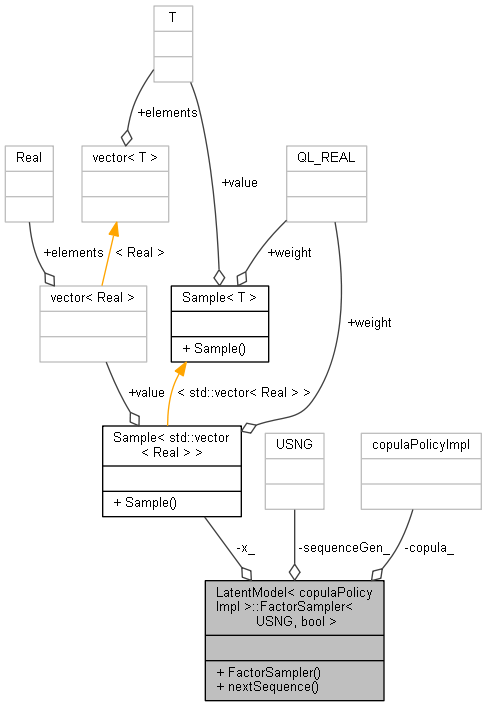 T
+elements
Real
vector< T >
QL_REAL
+value
+elements
< Real >
+weight
vector< Real >
Sample< T >
+ Sample()
+weight
+value
< std::vector< Real > >
Sample< std::vector
< Real > >
+ Sample()
USNG
copulaPolicyImpl
-x_
-sequenceGen_
-copula_
LatentModel< copulaPolicy
Impl >::FactorSampler<
USNG, bool >
+ FactorSampler()
+ nextSequence()